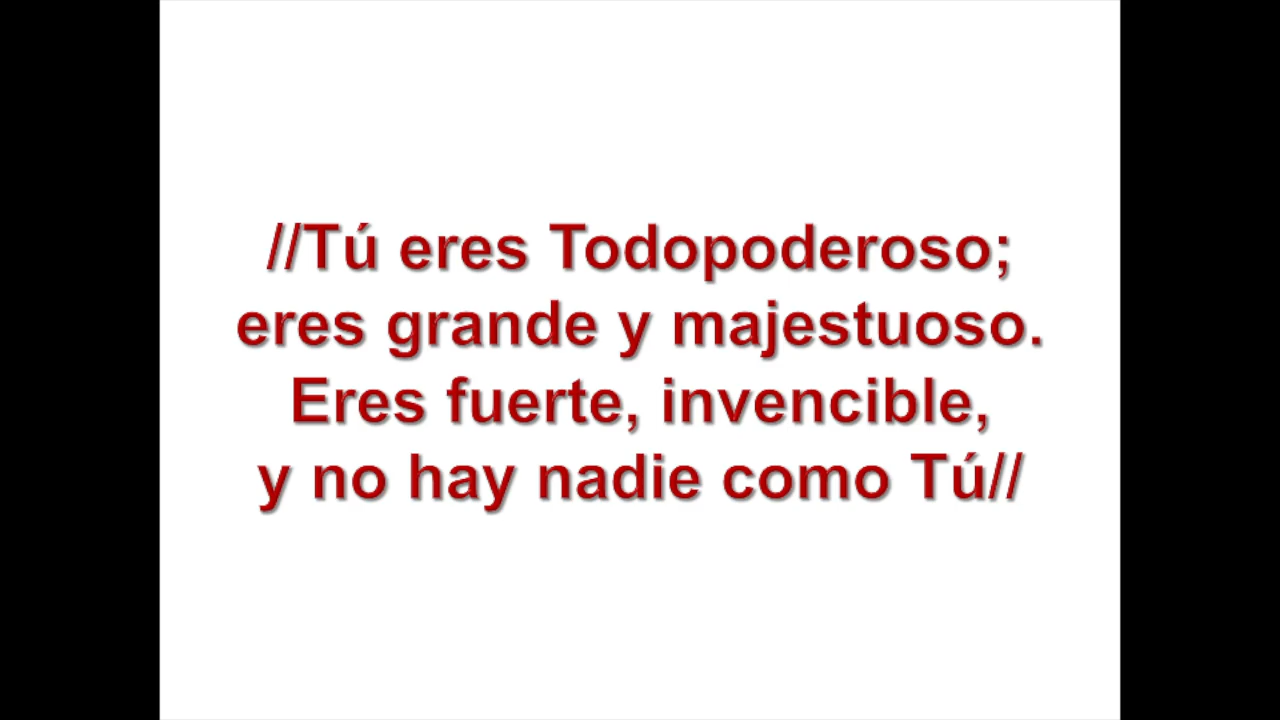 //Tú eres Todopoderoso;
eres grande y majestuoso.
Eres fuerte, invencible,
y no hay nadie como Tú//